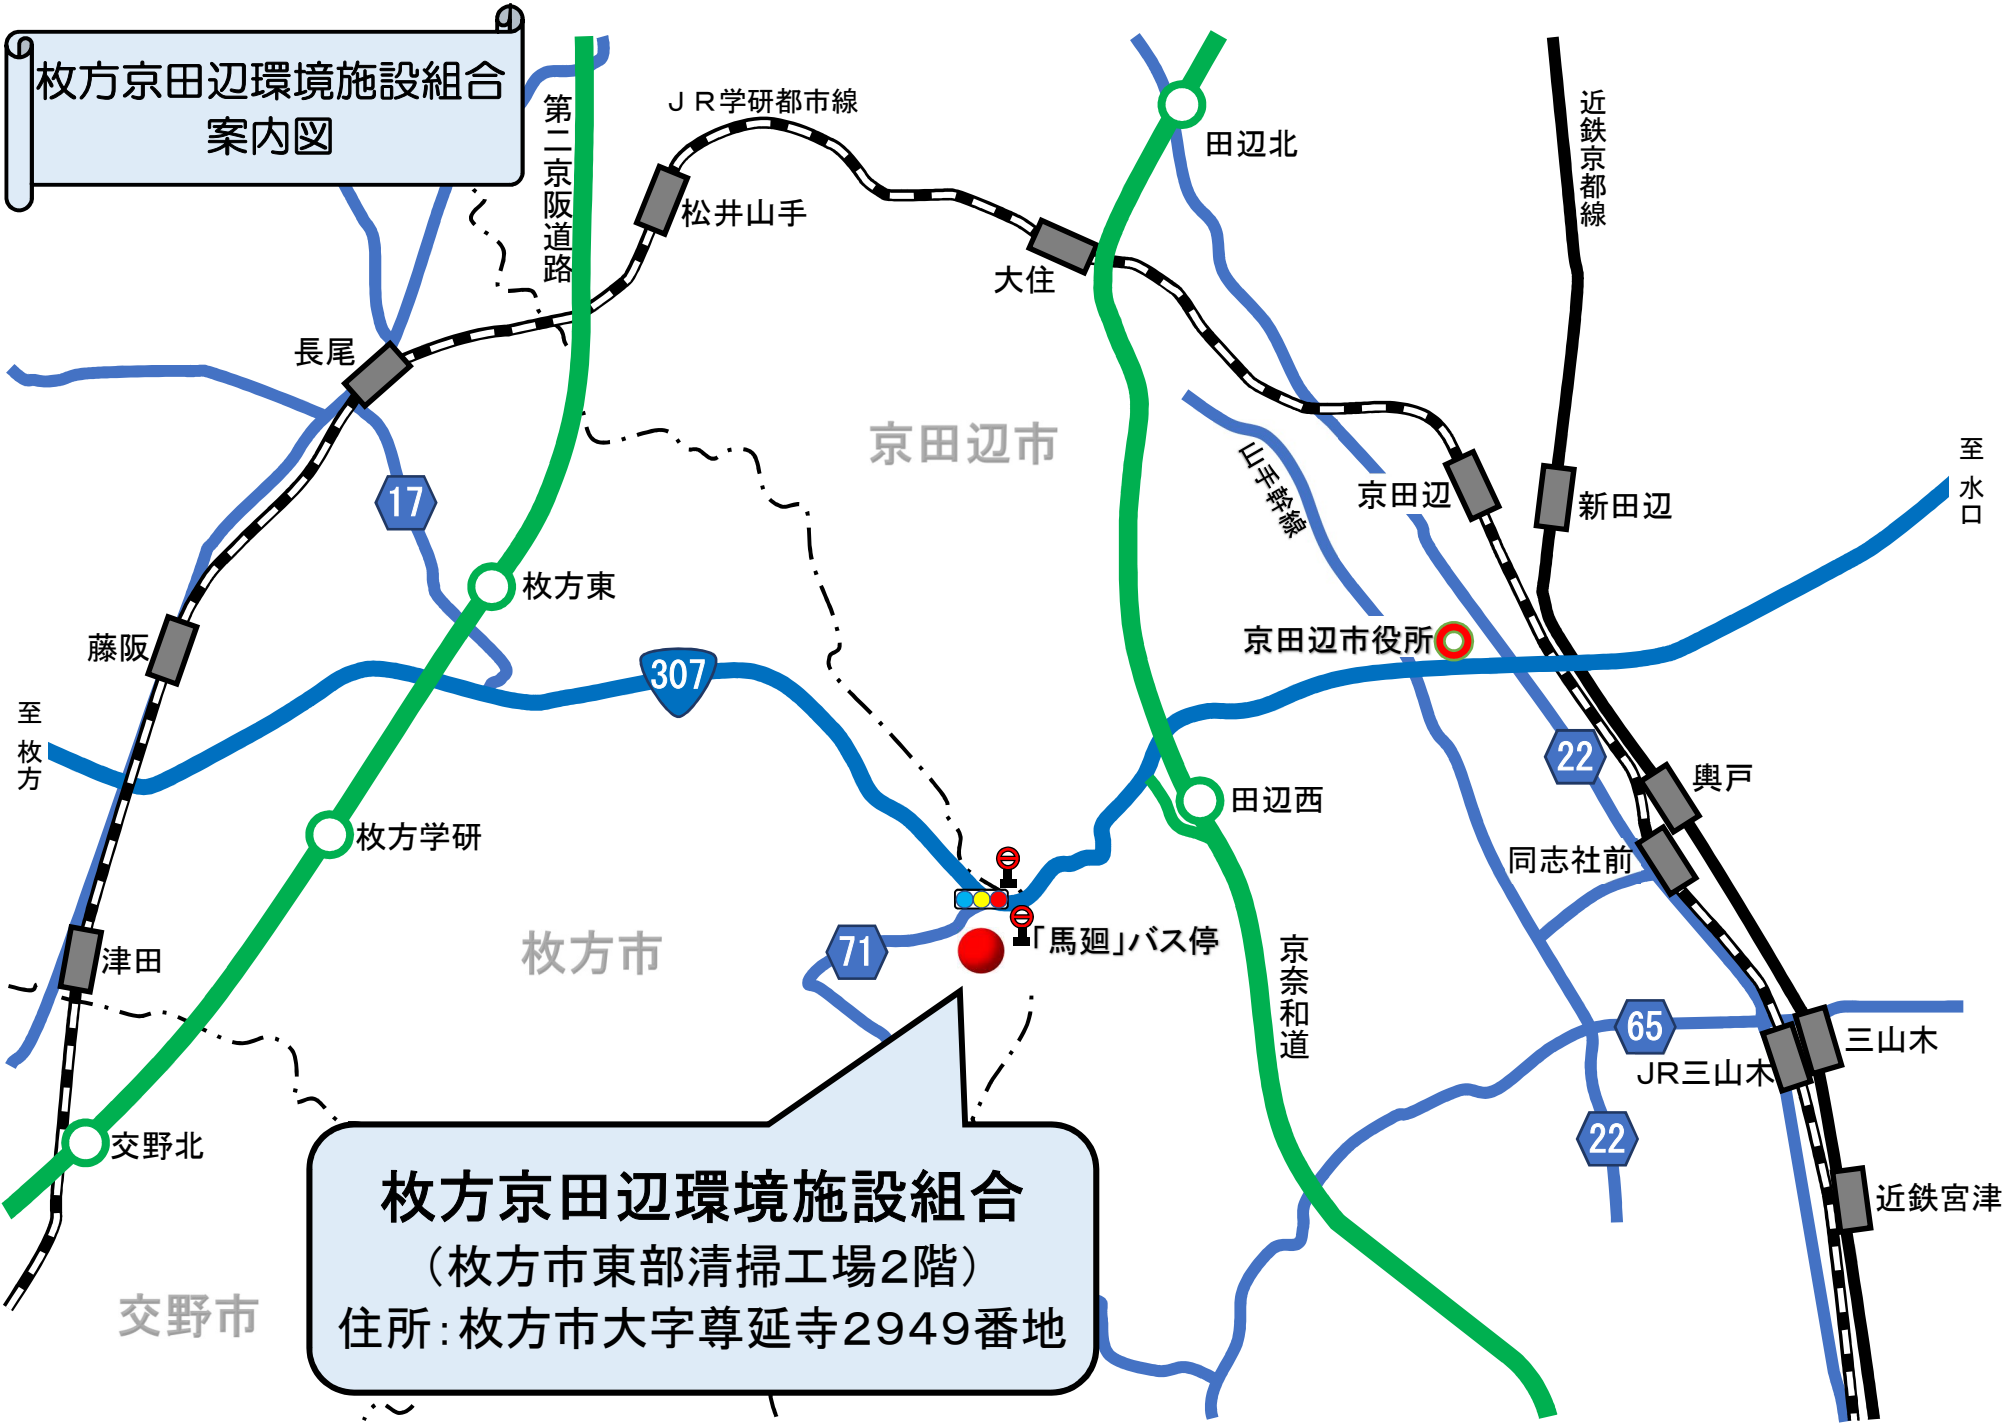 枚方京田辺環境施設組合
案内図
第二京阪道路
ＪＲ学研都市線
松井山手
大住
田辺北
近鉄京都線
長尾
京田辺市
山手幹線
京田辺
新田辺
至 水口
17
枚方東
藤阪
307
京田辺市役所
至 枚方
22
輿戸
枚方学研
田辺西
同志社前
枚方市
71
「馬廻」バス停
京奈和道
津田
65
三山木
ＪＲ三山木
交野北
22
近鉄宮津
枚方京田辺環境施設組合
（枚方市東部清掃工場２階）
住所：枚方市大字尊延寺２９４９番地
交野市